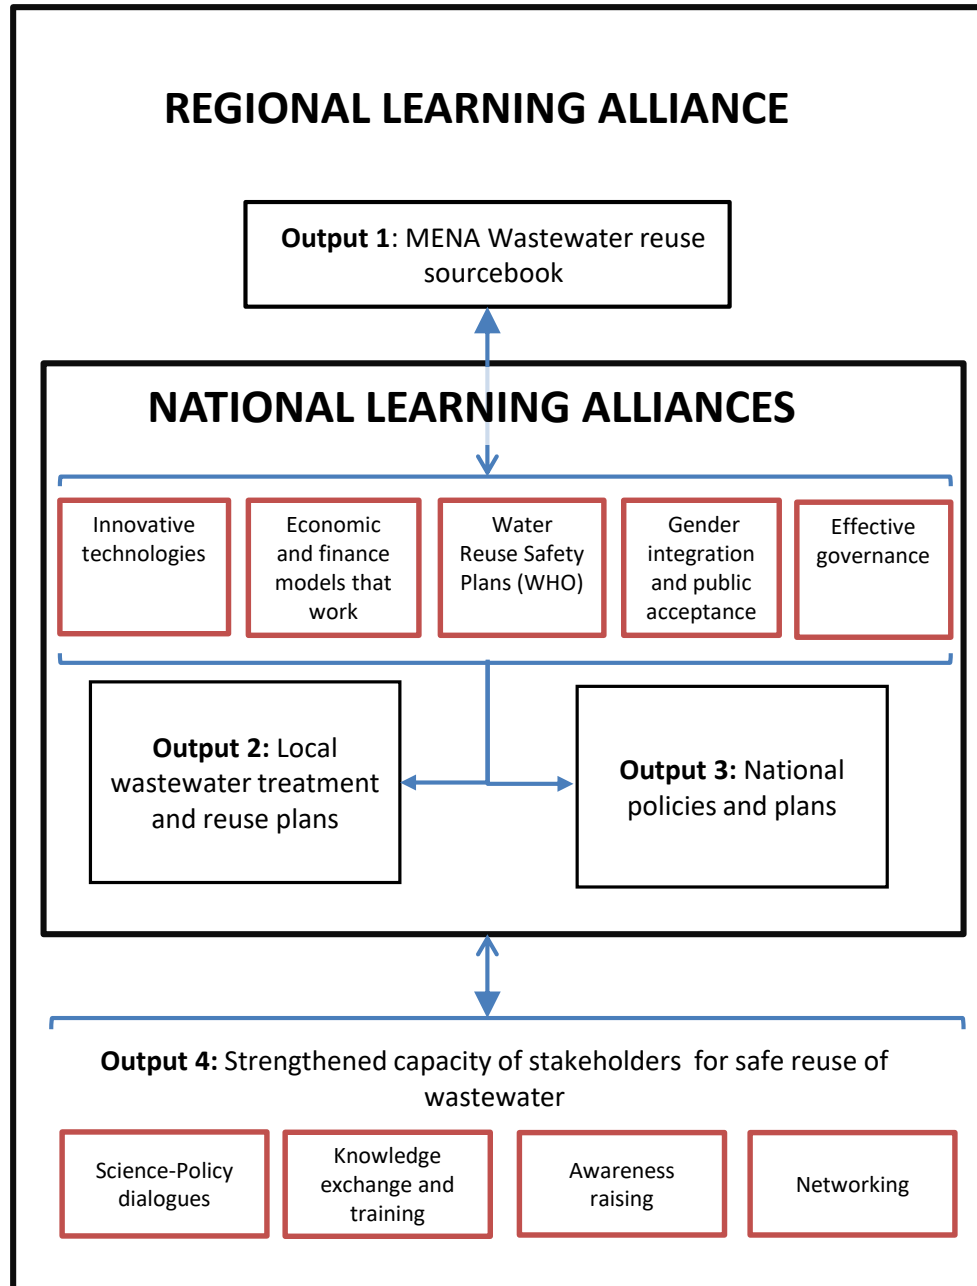 REGIONAL LEARNING ALLIANCE
Output 1: MENA Wastewater reuse
sourcebook
NATIONAL LEARNING ALLIANCES
Innovative
technologies
Economic
and finance
models that
work
Water
Reuse Safety
Plans (WHO)
Gender
integration
and public
acceptance
Effective
governance
Output 2: Local
wastewater treatment
and reuse plans
Output 3: National
policies and plans
Output 4: Strengthened capacity of stakeholders for safe reuse of
wastewater
Science-Policy
dialogues
Knowledge
exchange and
training
Awareness
raising
Networking